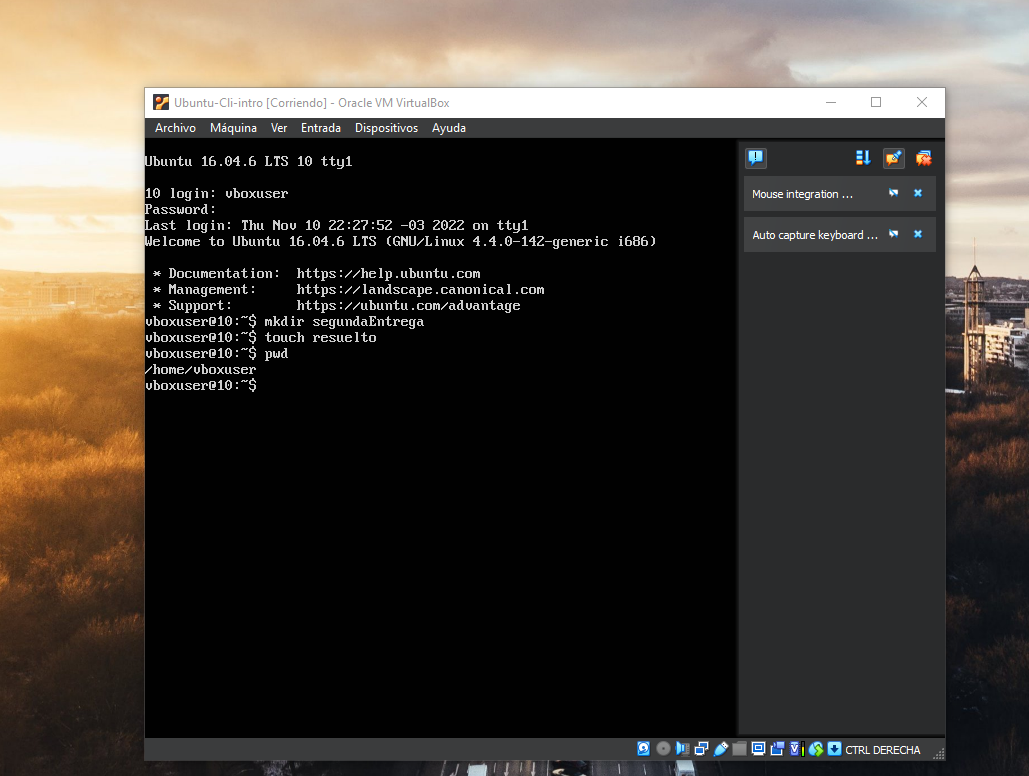 Ubuntu-Cli-intro [Corriendo] - Oracle VM VirtualBox
Archivo Máquina Ver Entrada Dispositivos Ayuda
Ubuntu 16.04.6 LTS 10 tty1
10 login: vboxuser
Password:
Last login: Thu Nov 10 22:27:52 -03 2022 on tty1
Welcome to Ubuntu 16.04.6 LTS (GNU/Linux 4.4.0-142-generic i686)
* Documentation: https://help.ubuntu.com
* Management: https://landscape.canonical.com
* Support: https://ubuntu.com/advantage
vboxuser@10:~$ mkdir segundaEntrega
vboxuser@10:~$ touch resuelto
vboxuser@10:~$ pwd
/home/vboxuser
vboxuser@10:~$
Mouse integration ...
Auto capture keyboard ...
CTRL DERECHA